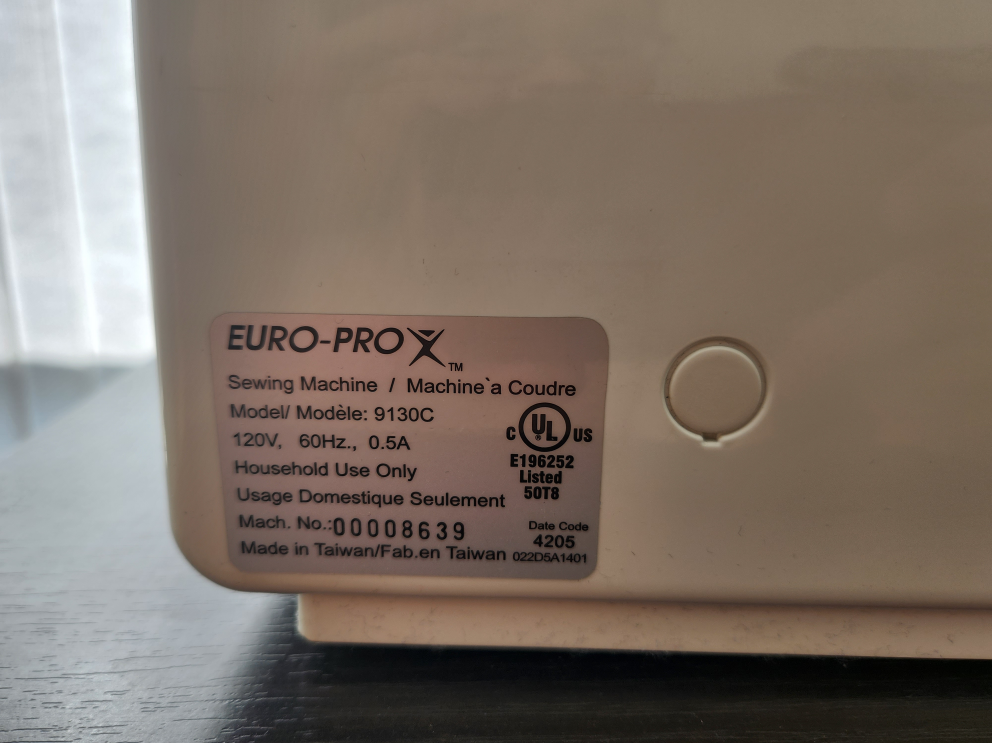 EURO-PRO X TM
Sewing Machine / Machine`a Coudre
Model/ Modèle: 9130C
120V, 60Hz., 0.5A
C UL ® US
Household Use Only
E196252
Listed
50T8
Usage Domestique Seulement
Mach. No.:00008639
Date Code
4205
Made in Taiwan/Fab.en Taiwan 022D5A1401